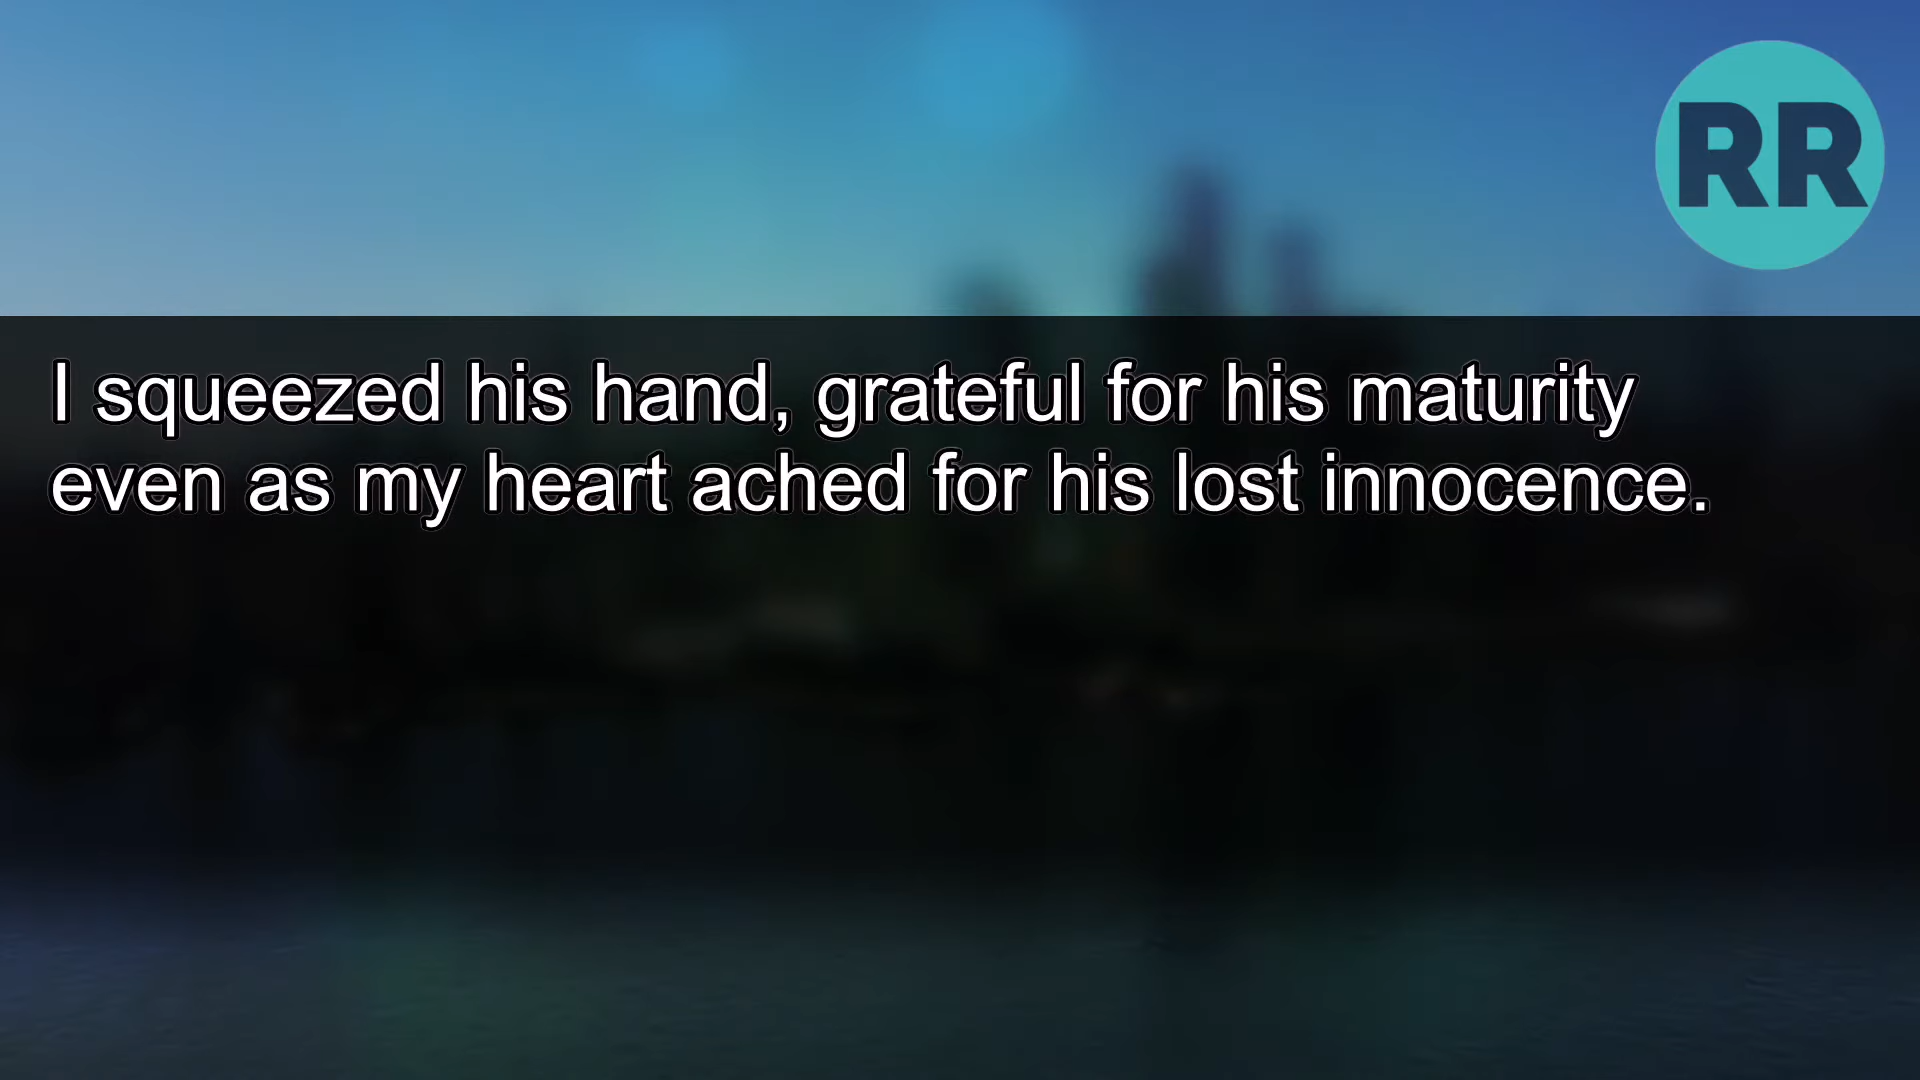 RR
I squeezed his hand, grateful for his maturity
even as my heart ached for his lost innocence.